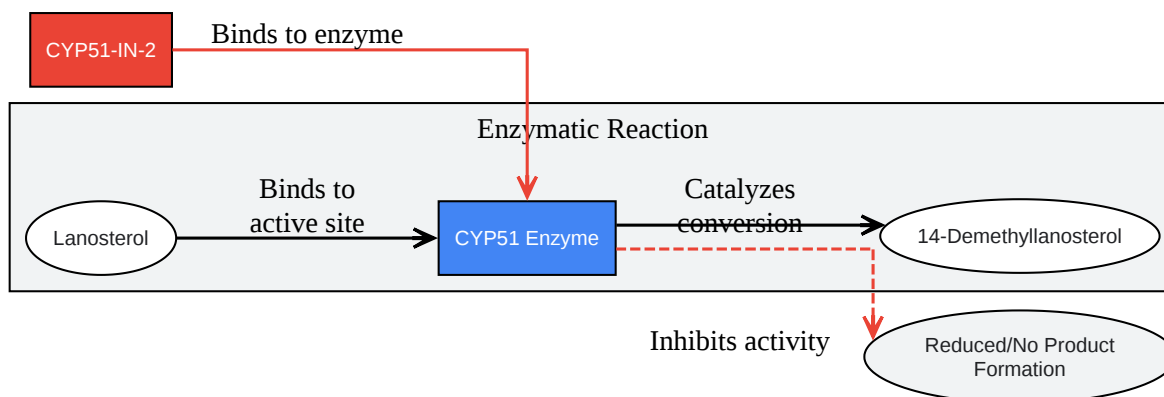 Binds to enzyme
CYP51-IN-2
Enzymatic Reaction
Binds to
active site
Catalyzes
conversion
Lanosterol
CYP51 Enzyme
14-Demethyllanosterol
Inhibits activity
Reduced/No Product
Formation